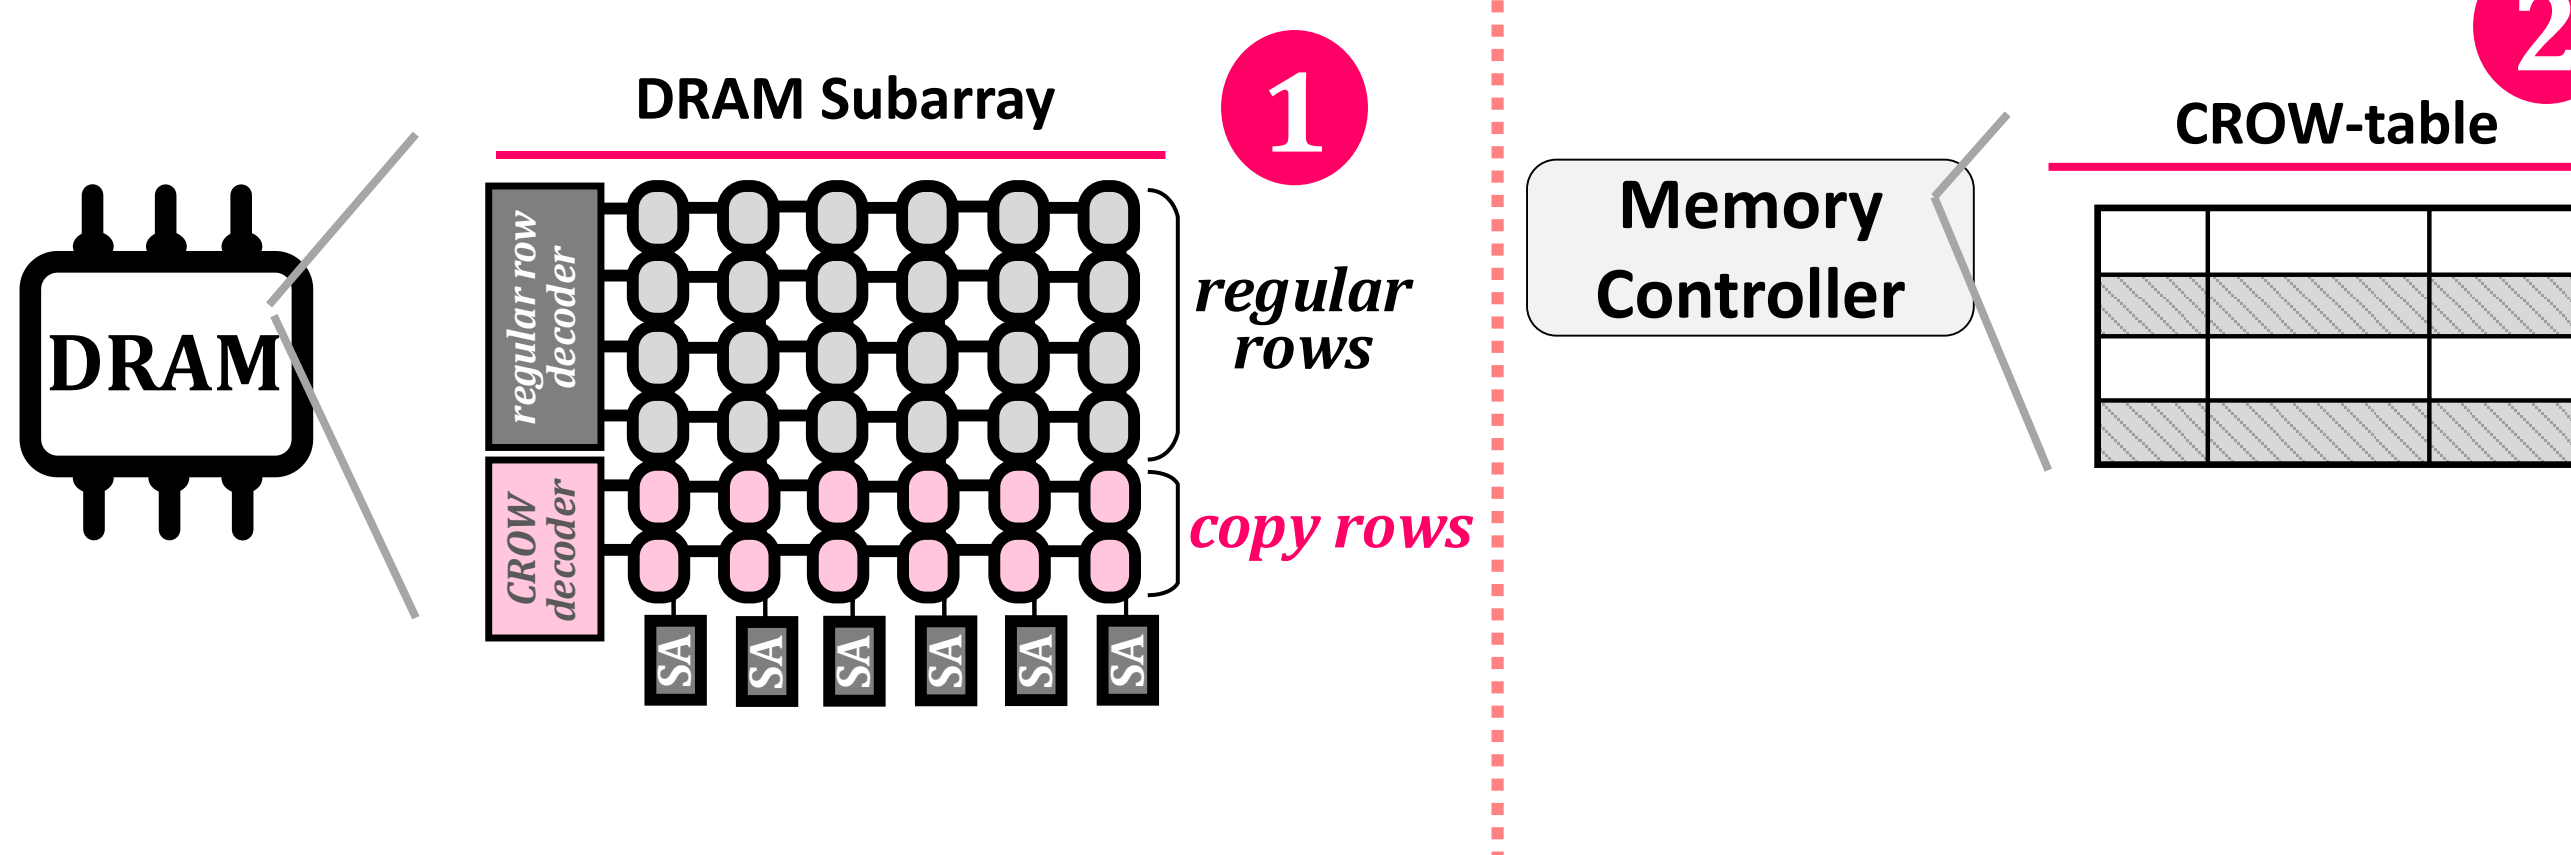 DRAM Subarray
1
DRAM
regular row
decoder
CROW
decoder
regular
rows
copy rows
SA
SA
SA
SA
SA
SA
2
CROW-table
Memory
Controller